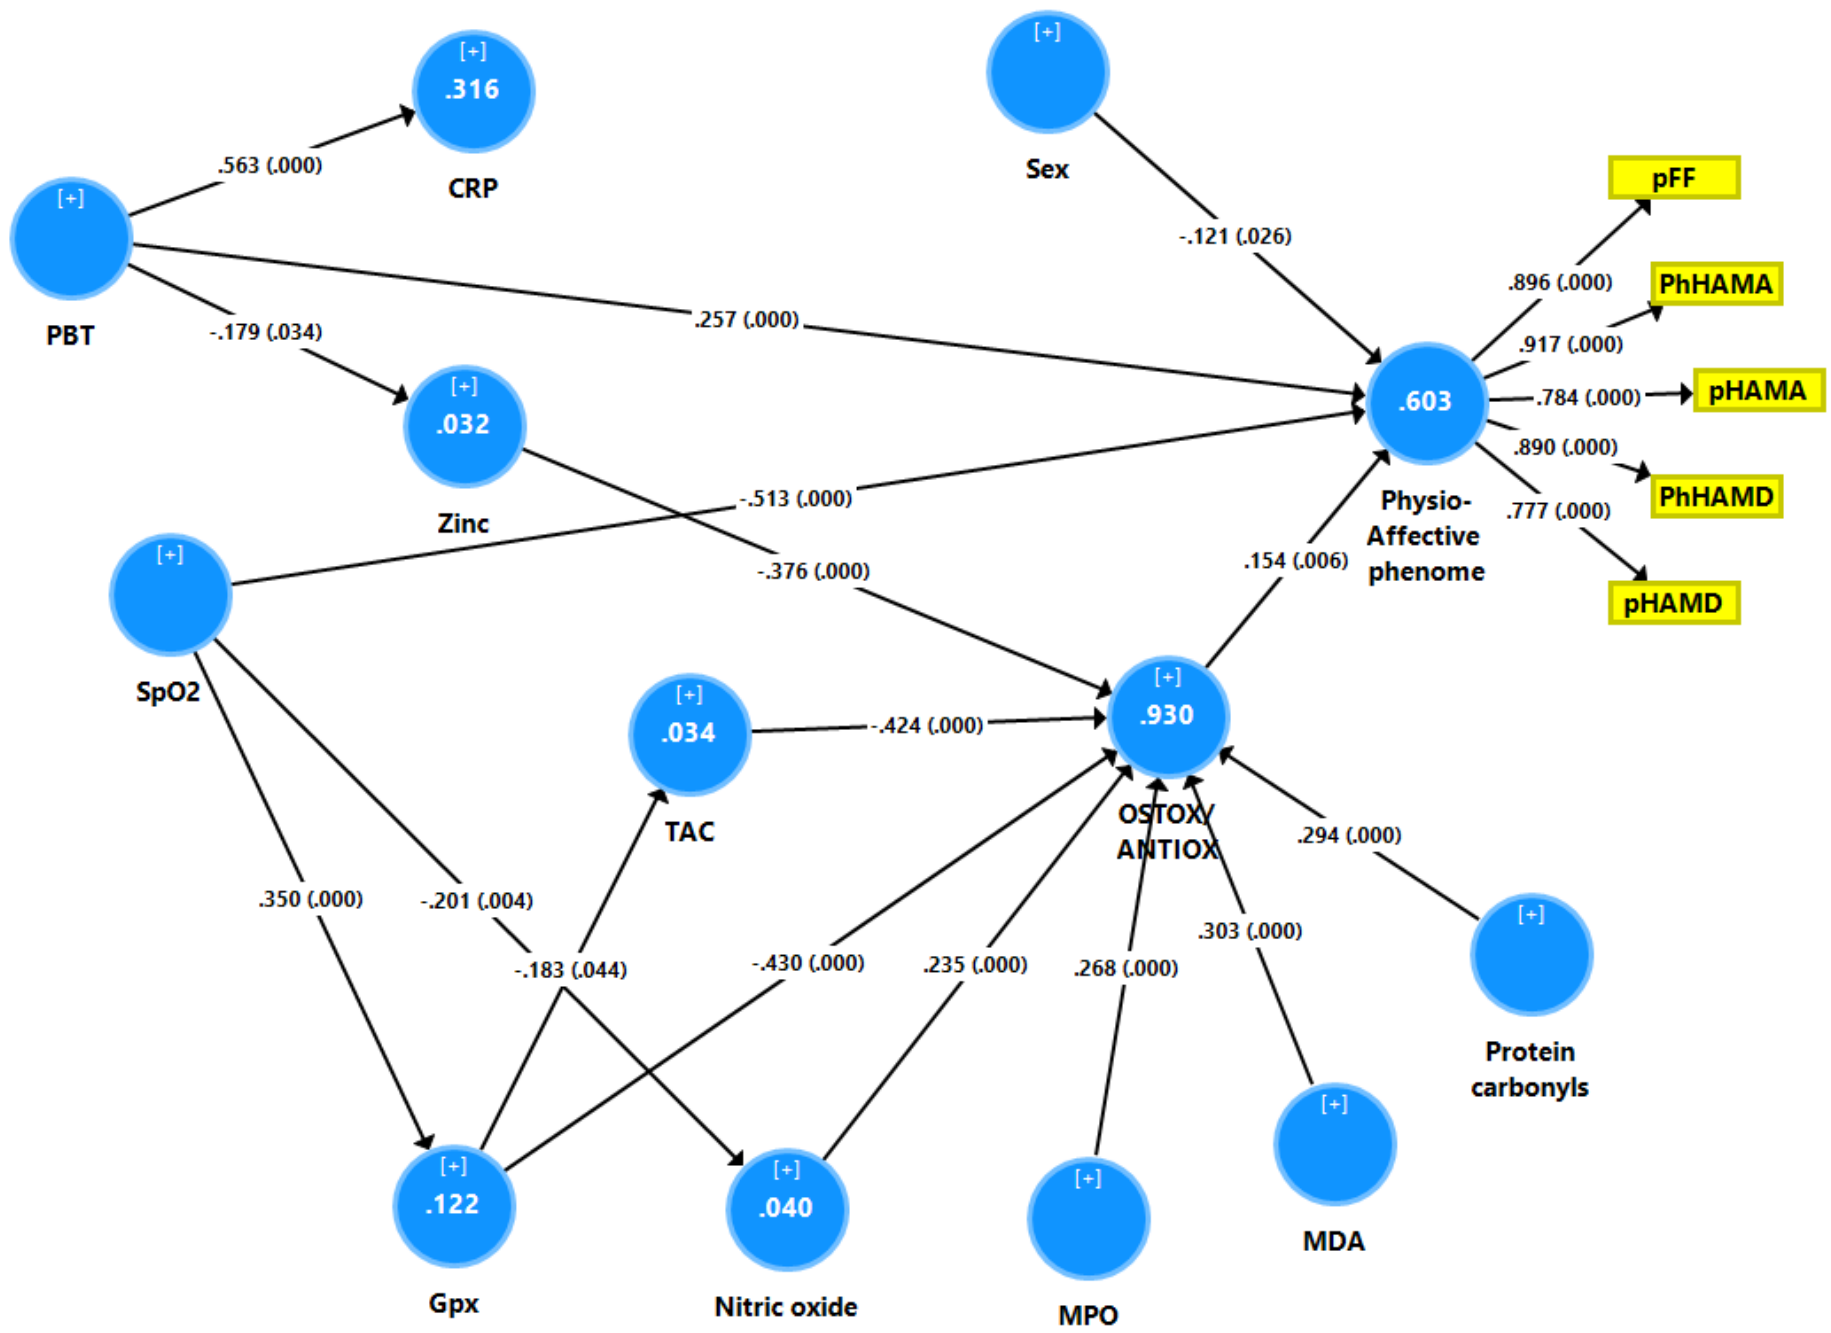 [+]
.316
CRP
[+]
Sex
.563 (.000)
[+]
PBT
-.121 (.026)
pFF
.896 (.000)
PhHAMA
.917 (.000)
.257 (.000)
-.179 (.034)
[+]
.032
Zinc
.603
Physio-
Affective
phenome
.784 (.000)
pHAMA
.890 (.000)
PhHAMD
.777 (.000)
pHAMD
-.513 (.000)
[+]
SpO2
-.376 (.000)
.154 (.006)
[+]
.034
TAC
-.424 (.000)
[+]
.930
OSTOX/
ANTIOX
.294 (.000)
.350 (.000)
-.201 (.004)
-.183 (.044)
-.430 (.000)
.235 (.000)
.268 (.000)
.303 (.000)
[+]
Protein
carbonyls
[+]
MDA
[+]
.122
Gpx
[+]
.040
Nitric oxide
[+]
MPO